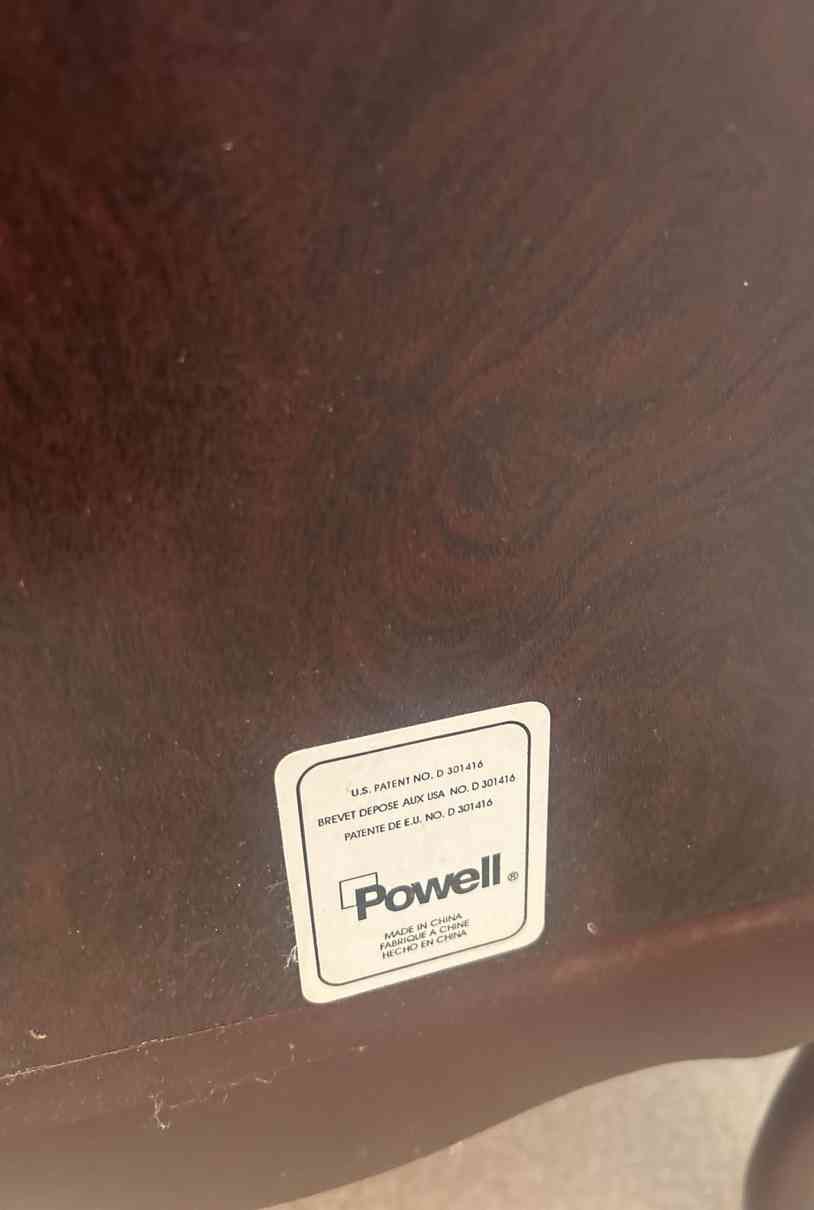 U.S. PATENT NO. D 301416
BREVET DEPOSE AUX USA NO. D 301416
PATENTE DE E.U. NO. D 301416
Powell ®
MADE IN CHINA
FABRIQUE A CHINE
HECHO EN CHINA